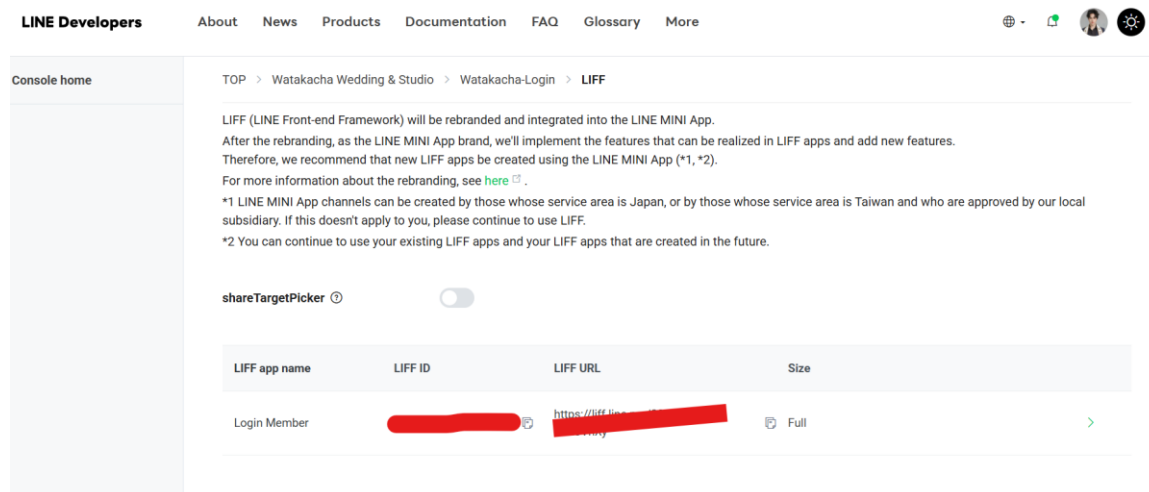 LINE Developers
About News Products Documentation FAQ Glossary More
Console home
TOP > Watakacha Wedding & Studio > Watakacha-Login > LIFF
LIFF (LINE Front-end Framework) will be rebranded and integrated into the LINE MINI App.
After the rebranding, as the LINE MINI App brand, we'll implement the features that can be realized in LIFF apps and add new features.
Therefore, we recommend that new LIFF apps be created using the LINE MINI App (*1, *2).
For more information about the rebranding, see here .
*1 LINE MINI App channels can be created by those whose service area is Japan, or by those whose service area is Taiwan and who are approved by our local
subsidiary. If this doesn't apply to you, please continue to use LIFF.
*2 You can continue to use your existing LIFF apps and your LIFF apps that are created in the future.
shareTargetPicker
LIFF app name LIFF ID LIFF URL Size
Login Member Full